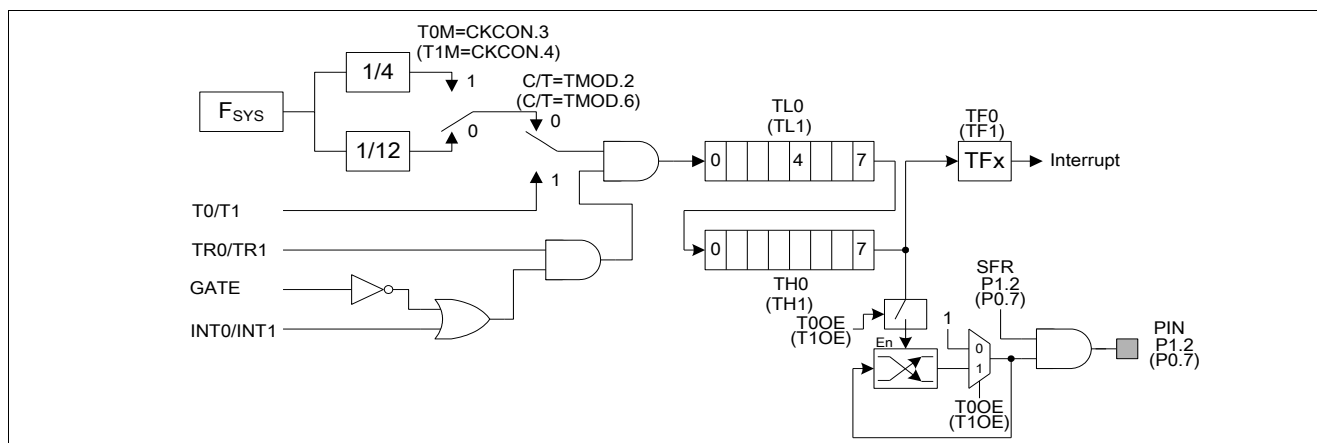 T0M=CKCON.3
(T1M=CKCON.4)
1/4
1
C/T=TMOD.2
(C/T=TMOD.6)
FSYS
0
0
1/12
1
TL0
(TL1)
0 4 7
TF0
(TF1)
TFx
Interrupt
T0/T1
TR0/TR1
0 7
TH0
(TH1)
GATE
INT0/INT1
SFR
P1.2
(P0.7)
T0OE
(T1OE)
1
En
0
1
PIN
P1.2
(P0.7)
T0OE
(T1OE)